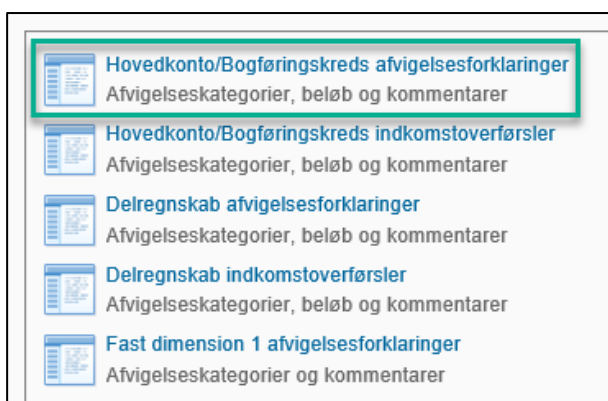 Hovedkonto/Bogføringskreds afvigelsesforklaringer
Afvigelseskategorier, beløb og kommentarer
Hovedkonto/Bogføringskreds indkomstoverførsler
Afvigelseskategorier, beløb og kommentarer
Delregnskab afvigelsesforklaringer
Afvigelseskategorier, beløb og kommentarer
Delregnskab indkomstoverførsler
Afvigelseskategorier, beløb og kommentarer
Fast dimension 1 afvigelsesforklaringer
Afvigelseskategorier og kommentarer